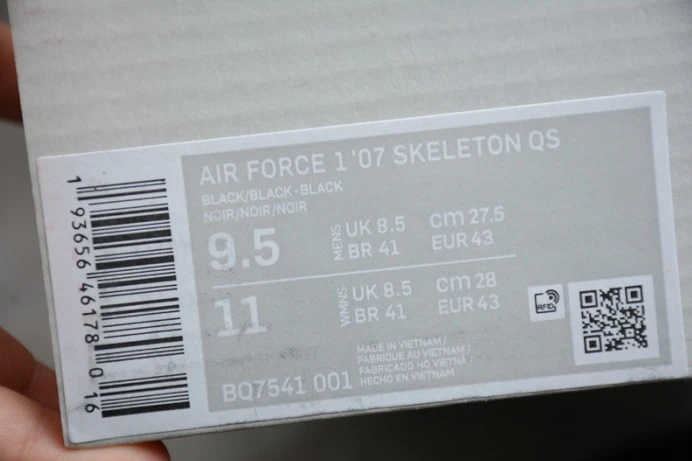 AIR FORCE 1 '07 SKELETON QS
BLACK/BLACK-BLACK
NOIR/NOIR/NOIR
9.5 MENS UK 8.5 cm 27.5
BR 41 EUR 43
11 WMNS UK 8.5 cm 28
BR 41 EUR 43
RFID
BQ7541 001
MADE IN VIETNAM /
FABRIQUE AU VIETNAM /
FABRICADO NO VIETNÃ /
HECHO EN VIETNAM
1 93656 46178 0 16